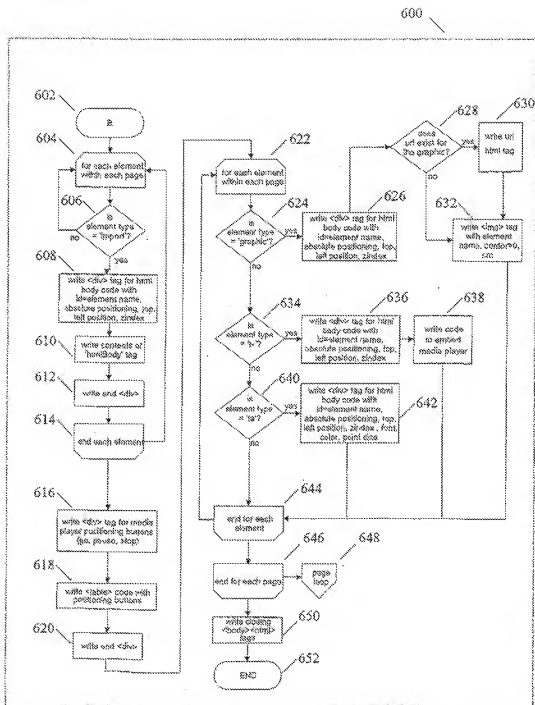 600
602
B
604
for each element
within each page
606
is
element type
= 'import'?
no
yes
608
write <div> tag for html
body code with
id=element name,
absolute positioning, top,
left position, zindex
610
write contents of
'htmlBody' tag
612
write end <div>
614
end each element
616
write <div> tag for media
player positioning buttons
(go, pause, stop)
618
write <table> code with
positioning buttons
620
write end <div>
622
for each element
within each page
624
is
element type
= 'graphic'?
yes
no
626
write <div> tag for html
body code with
id=element name,
absolute positioning, top,
left position, zindex
628
does
url exist for
the graphic?
yes
no
630
write url
html tag
632
write <img> tag
with element
name, border=0,
src
634
is
element type
yes
no
636
write <div> tag for html
body code with
id=element name,
absolute positioning, top,
left position, zindex
638
write code
to embed
media player
640
is
element type
yes
no
642
write <div> tag for html
body code with
id=element name,
absolute positioning, top,
left position, zindex, font,
color, point size
644
end for each
element
646
end for each page
648
page
loop
650
write closing
<body><html>
tags
652
END